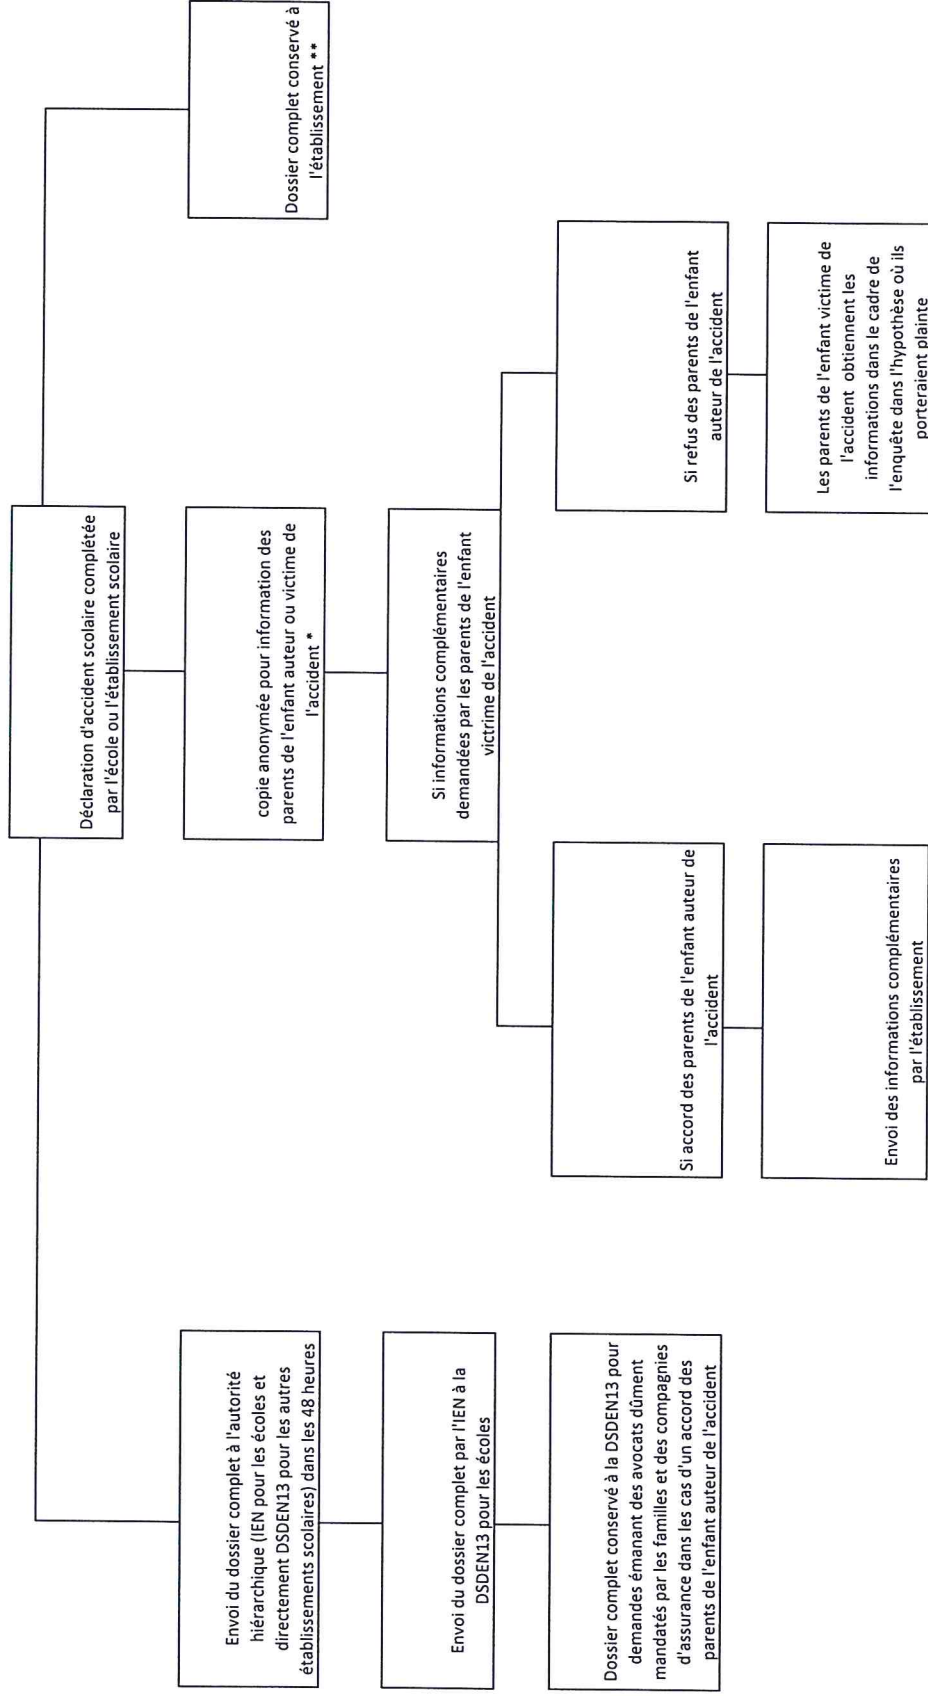 Déclaration d'accident scolaire complétée
par l'école ou l'établissement scolaire
Envoi du dossier complet à l'autorité
hiérarchique (IEN pour les écoles et
directement DSDEN13 pour les autres
établissements scolaires) dans les 48 heures
copie anonymée pour information des
parents de l'enfant auteur ou victime de
l'accident *
Dossier complet conservé à
l'établissement **
Envoi du dossier complet par l'IEN à la
DSDEN13 pour les écoles
Si informations complémentaires
demandées par les parents de l'enfant
victrime de l'accident
Dossier complet conservé à la DSDEN13 pour
demandes émanant des avocats dûment
mandatés par les familles et des compagnies
d'assurance dans les cas d'un accord des
parents de l'enfant auteur de l'accident
Si accord des parents de l'enfant auteur de
l'accident
Si refus des parents de l'enfant
auteur de l'accident
Envoi des informations complémentaires
par l'établissement
Les parents de l'enfant victime de
l'accident obtiennent les
informations dans le cadre de
l'enquête dans l'hypothèse où ils
porteraient plainte